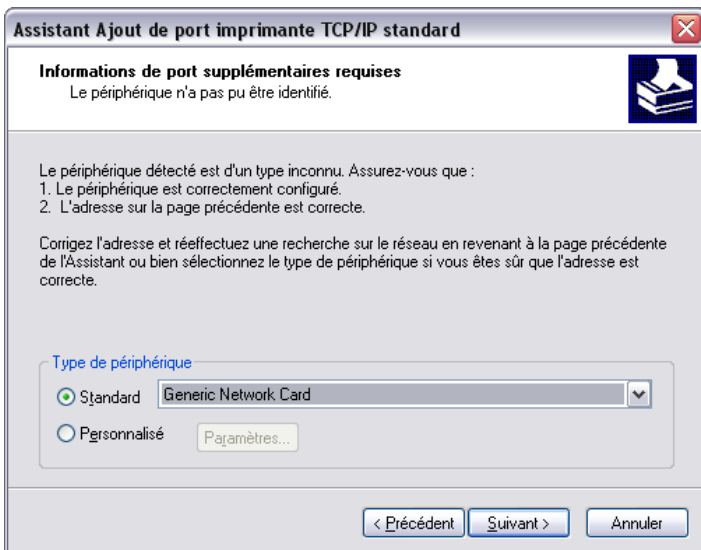 Assistant Ajout de port imprimante TCP/IP standard
Informations de port supplémentaires requises
Le périphérique n'a pas pu être identifié.
Le périphérique détecté est d'un type inconnu. Assurez-vous que :
1. Le périphérique est correctement configuré.
2. L'adresse sur la page précédente est correcte.
Corrigez l'adresse et réeffectuez une recherche sur le réseau en revenant à la page précédente
de l'Assistant ou bien sélectionnez le type de périphérique si vous êtes sûr que l'adresse est
correcte.
Type de périphérique
Standard Generic Network Card
Personnalisé Paramètres...
< Précédent Suivant > Annuler